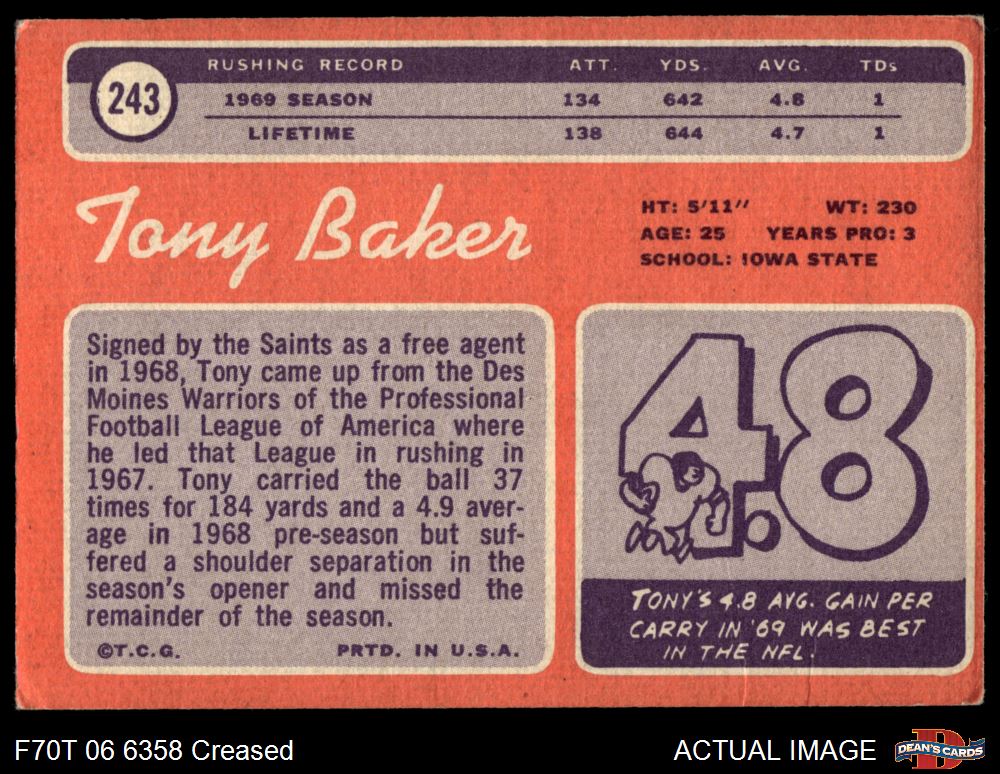 243
RUSHING RECORD ATT. YDS. AVG. TDs
1969 SEASON 134 642 4.8 1
LIFETIME 138 644 4.7 1
Tony Baker
HT: 5'11" WT: 230
AGE: 25 YEARS PRO: 3
SCHOOL: IOWA STATE
Signed by the Saints as a free agent
in 1968, Tony came up from the Des
Moines Warriors of the Professional
Football League of America where
he led that League in rushing in
1967. Tony carried the ball 37
times for 184 yards and a 4.9 aver-
age in 1968 pre-season but suf-
fered a shoulder separation in the
season's opener and missed the
remainder of the season.
©T.C.G. PRTD. IN U.S.A.
4.8
TONY'S 4.8 AVG. GAIN PER
CARRY IN '69 WAS BEST
IN THE NFL.
F70T 06 6358 Creased
ACTUAL IMAGE
D
DEAN'S CARDS